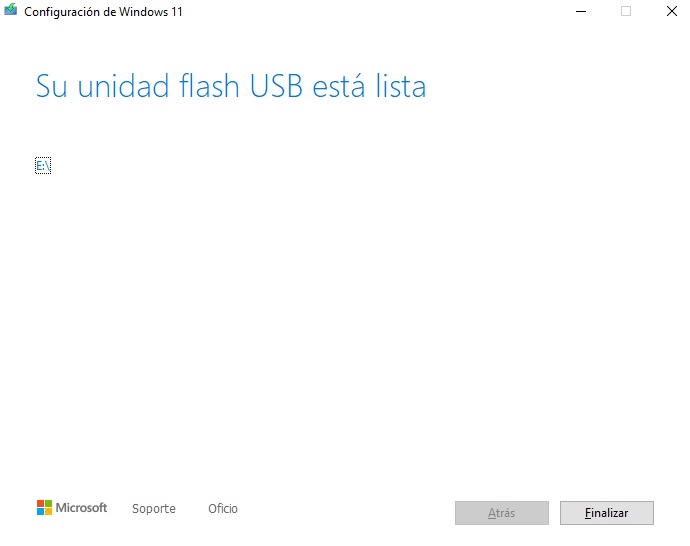 Configuración de Windows 11
Su unidad flash USB está lista
E:\
Microsoft Soporte Oficio Atrás Finalizar